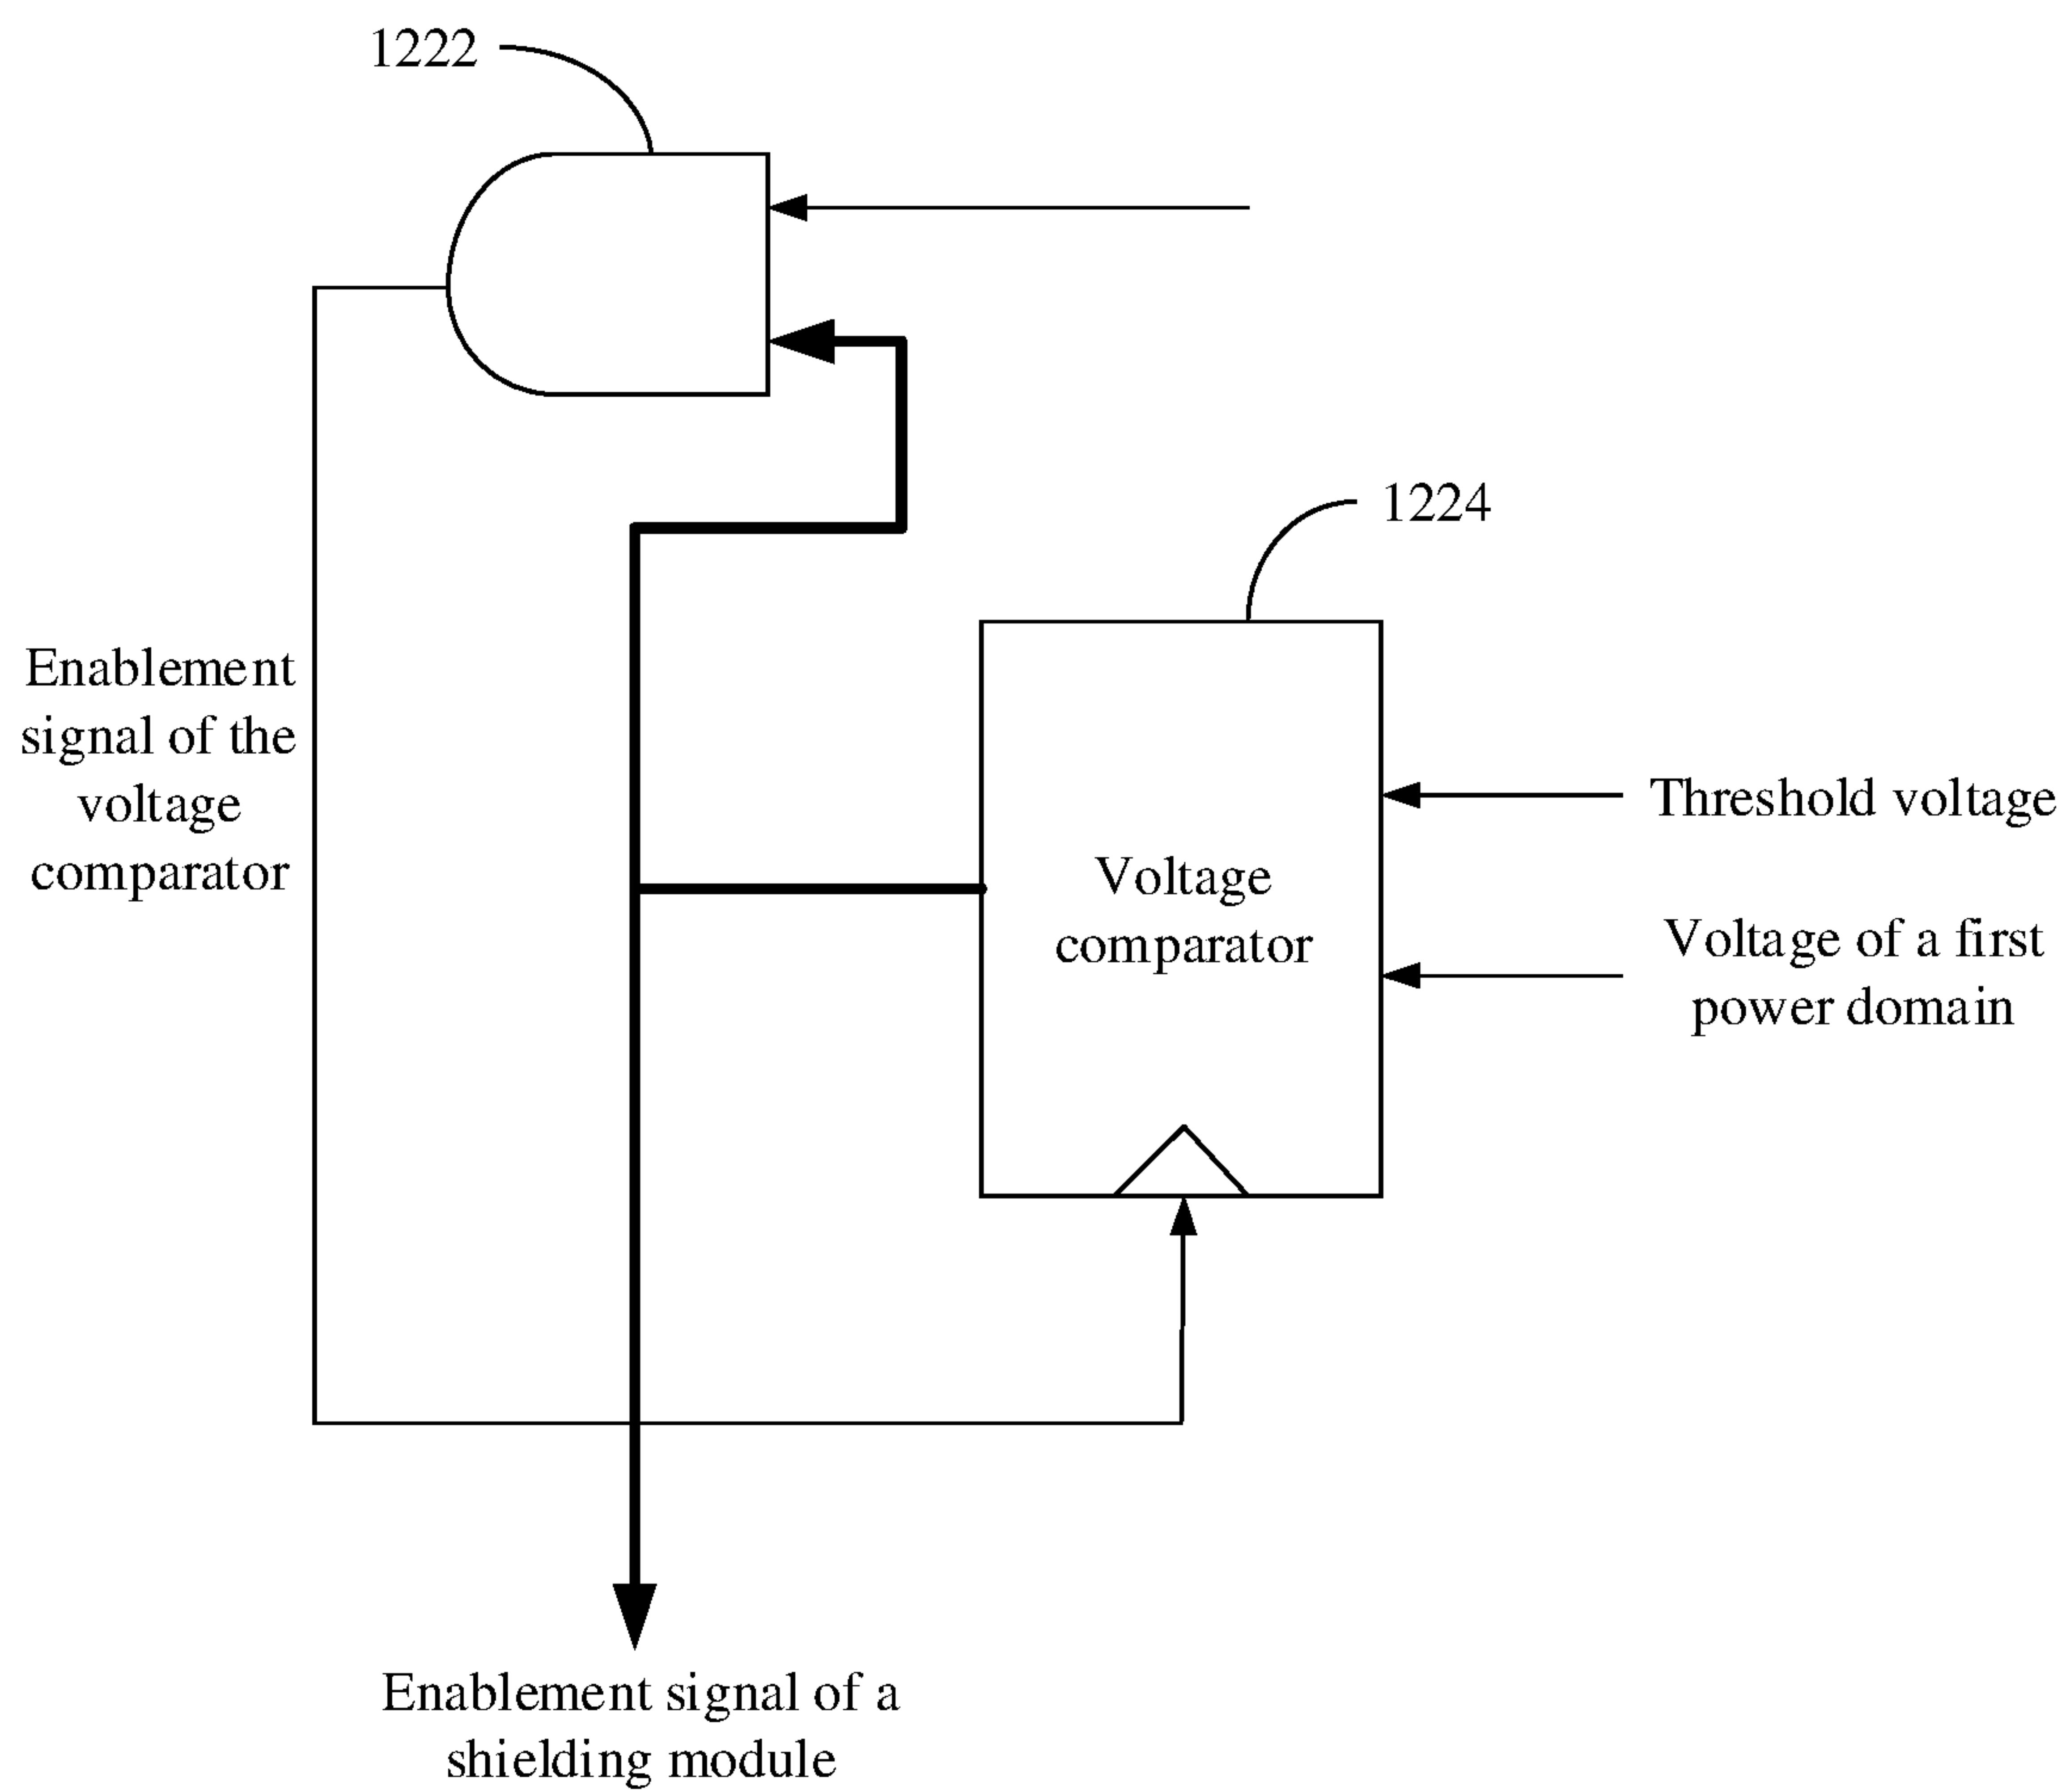 1222
1224
Enablement
signal of the
voltage
comparator
Threshold voltage
Voltage
comparator
Voltage of a first
power domain
Enablement signal of a
shielding module